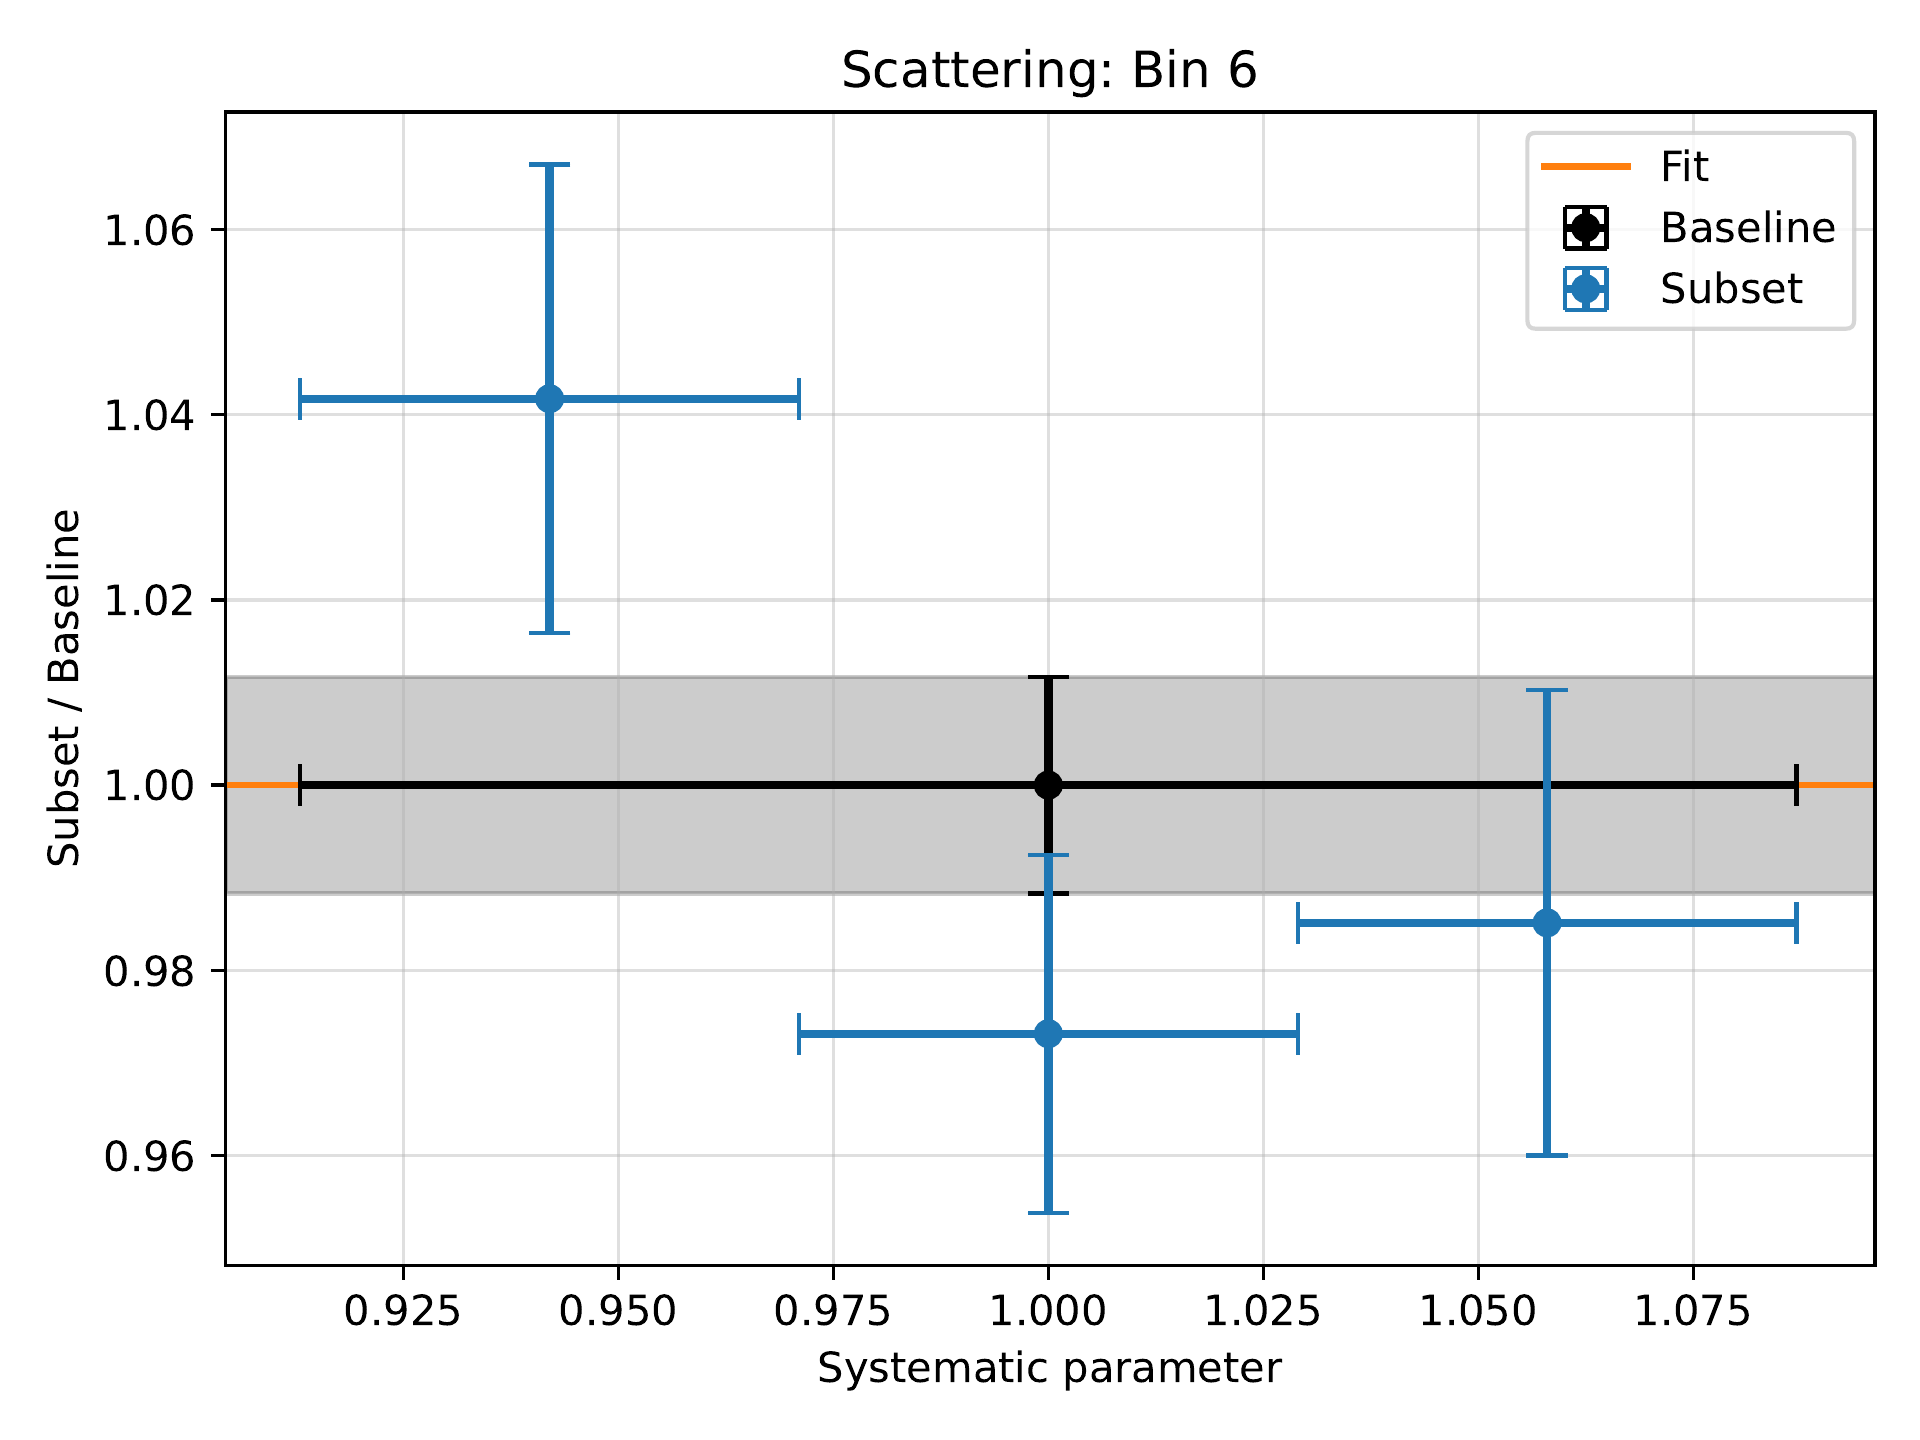 Scattering: Bin 6
Fit
Baseline
Subset
Subset / Baseline
1.06
1.04
1.02
1.00
0.98
0.96
0.925 0.950 0.975 1.000 1.025 1.050 1.075
Systematic parameter